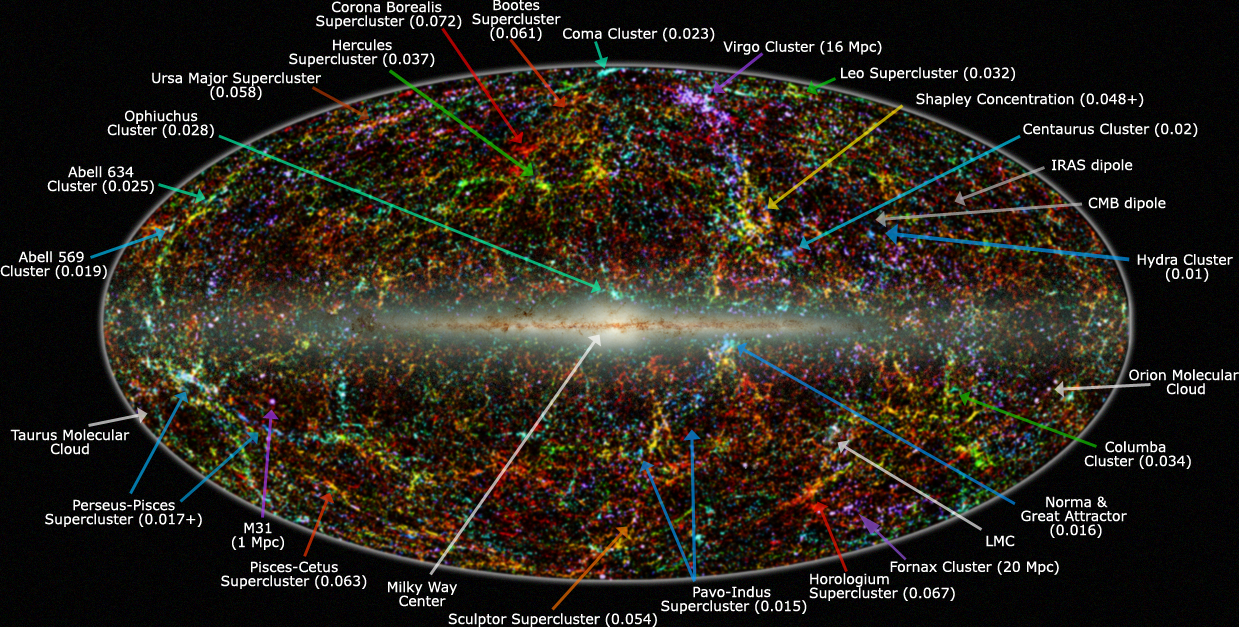 Corona Borealis
Supercluster (0.072)
Bootes
Supercluster
(0.061)
Coma Cluster (0.023)
Hercules
Supercluster (0.037)
Virgo Cluster (16 Mpc)
Ursa Major Supercluster
(0.058)
Leo Supercluster (0.032)
Shapley Concentration (0.048+)
Ophiuchus
Cluster (0.028)
Centaurus Cluster (0.02)
Abell 634
Cluster (0.025)
IRAS dipole
CMB dipole
Abell 569
Cluster (0.019)
Hydra Cluster
(0.01)
Orion Molecular
Cloud
Taurus Molecular
Cloud
Columba
Cluster (0.034)
Perseus-Pisces
Supercluster (0.017+)
Norma &
Great Attractor
(0.016)
M31
(1 Mpc)
LMC
Pisces-Cetus
Supercluster (0.063)
Fornax Cluster (20 Mpc)
Milky Way
Center
Horologium
Supercluster (0.067)
Pavo-Indus
Supercluster (0.015)
Sculptor Supercluster (0.054)